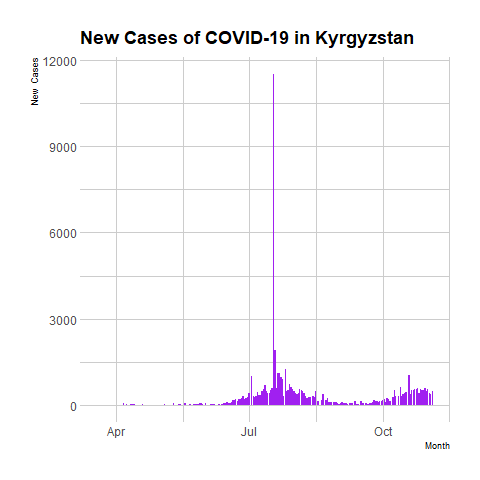 New Cases of COVID-19 in Kyrgyzstan
New Cases
12000
9000
6000
3000
0
Apr
Jul
Oct
Month